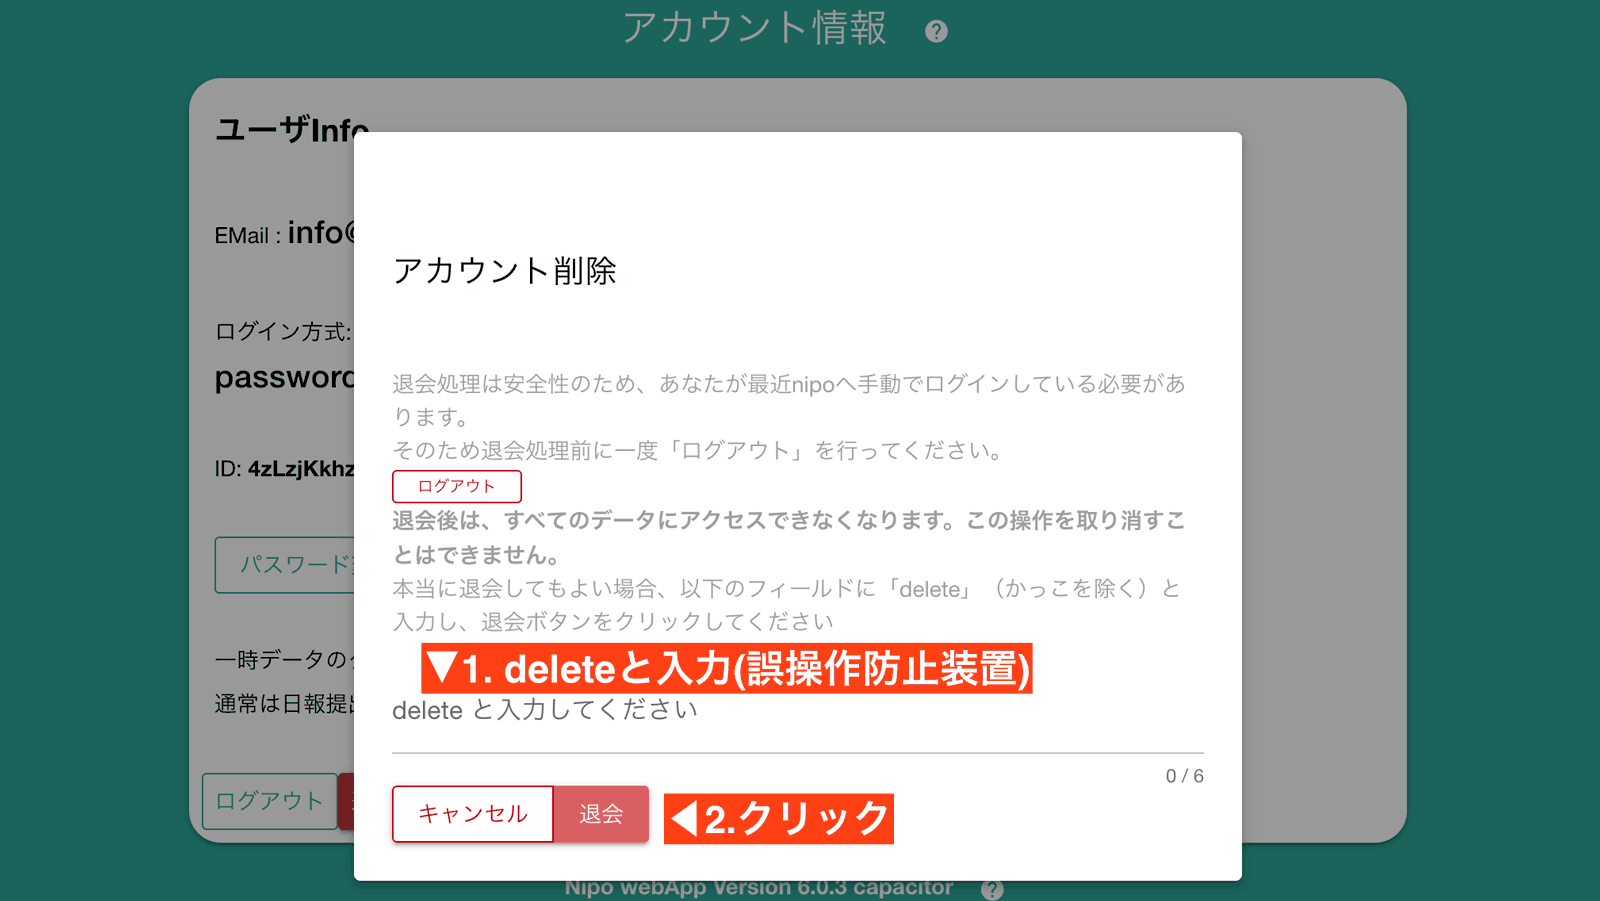 アカウント情報 ?
ユーザInfo
EMail : info@
ログイン方式:
password
ID: 4zLzjKkhz
パスワード
一時データの
通常は日報提
ログアウト
アカウント削除
退会処理は安全性のため、あなたが最近nipoへ手動でログインしている必要があ
ります。
そのため退会処理前に一度「ログアウト」を行ってください。
ログアウト
退会後は、すべてのデータにアクセスできなくなります。この操作を取り消すこ
とはできません。
本当に退会してもよい場合、以下のフィールドに「delete」（かっこを除く）と
入力し、退会ボタンをクリックしてください
▼1. deleteと入力(誤操作防止装置)
delete と入力してください
0 / 6
キャンセル 退会 ◀2.クリック
Nipo webApp Version 6.0.3 capacitor ?